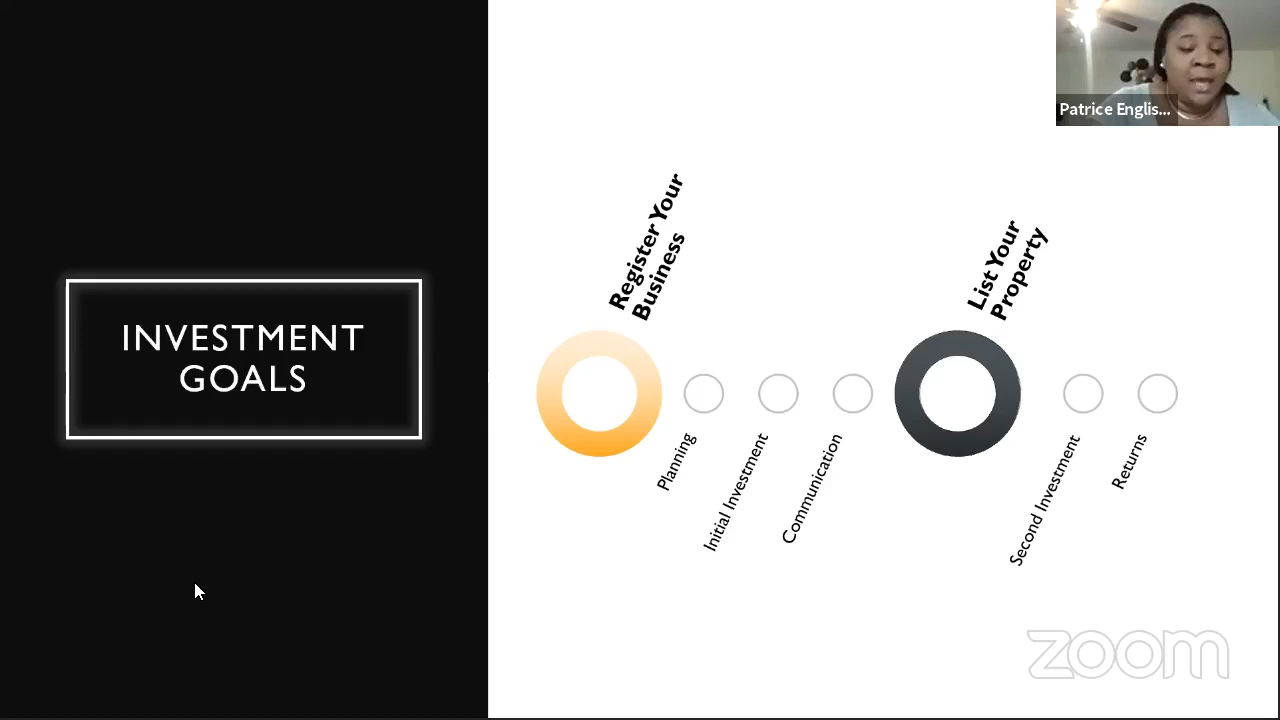 INVESTMENT
GOALS
Register Your
Business
List Your
Property
Planning
Initial Investment
Communication
Second Investment
Returns
Patrice Englis...
zoom